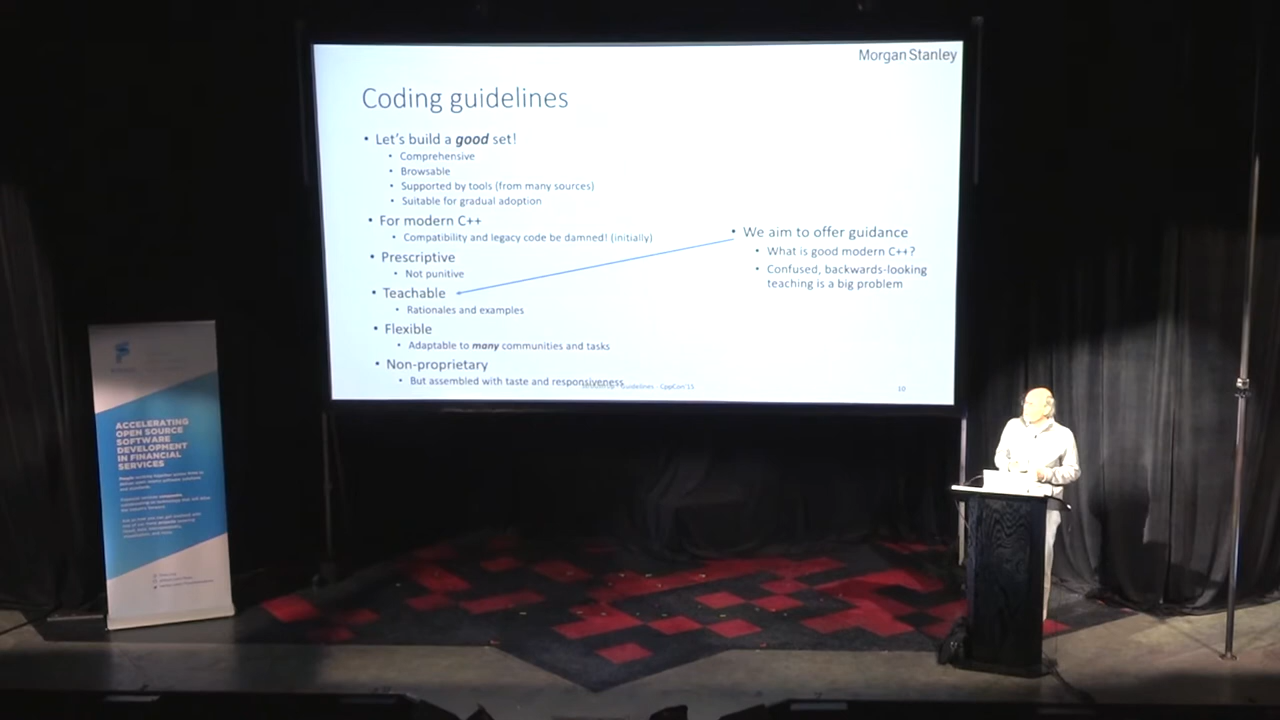 Morgan Stanley
Coding guidelines
• Let's build a good set!
• Comprehensive
• Browsable
• Supported by tools (from many sources)
• Suitable for gradual adoption
• For modern C++
• Compatibility and legacy code be damned! (initially)
• Prescriptive
• Not punitive
• Teachable
• Rationales and examples
• Flexible
• Adaptable to many communities and tasks
• Non-proprietary
• But assembled with taste and responsiveness
• We aim to offer guidance
• What is good modern C++?
• Confused, backwards-looking
teaching is a big problem
Guidelines - CppCon'15
10
ACCELERATING
OPEN SOURCE
SOFTWARE
DEVELOPMENT
IN FINANCIAL
SERVICES